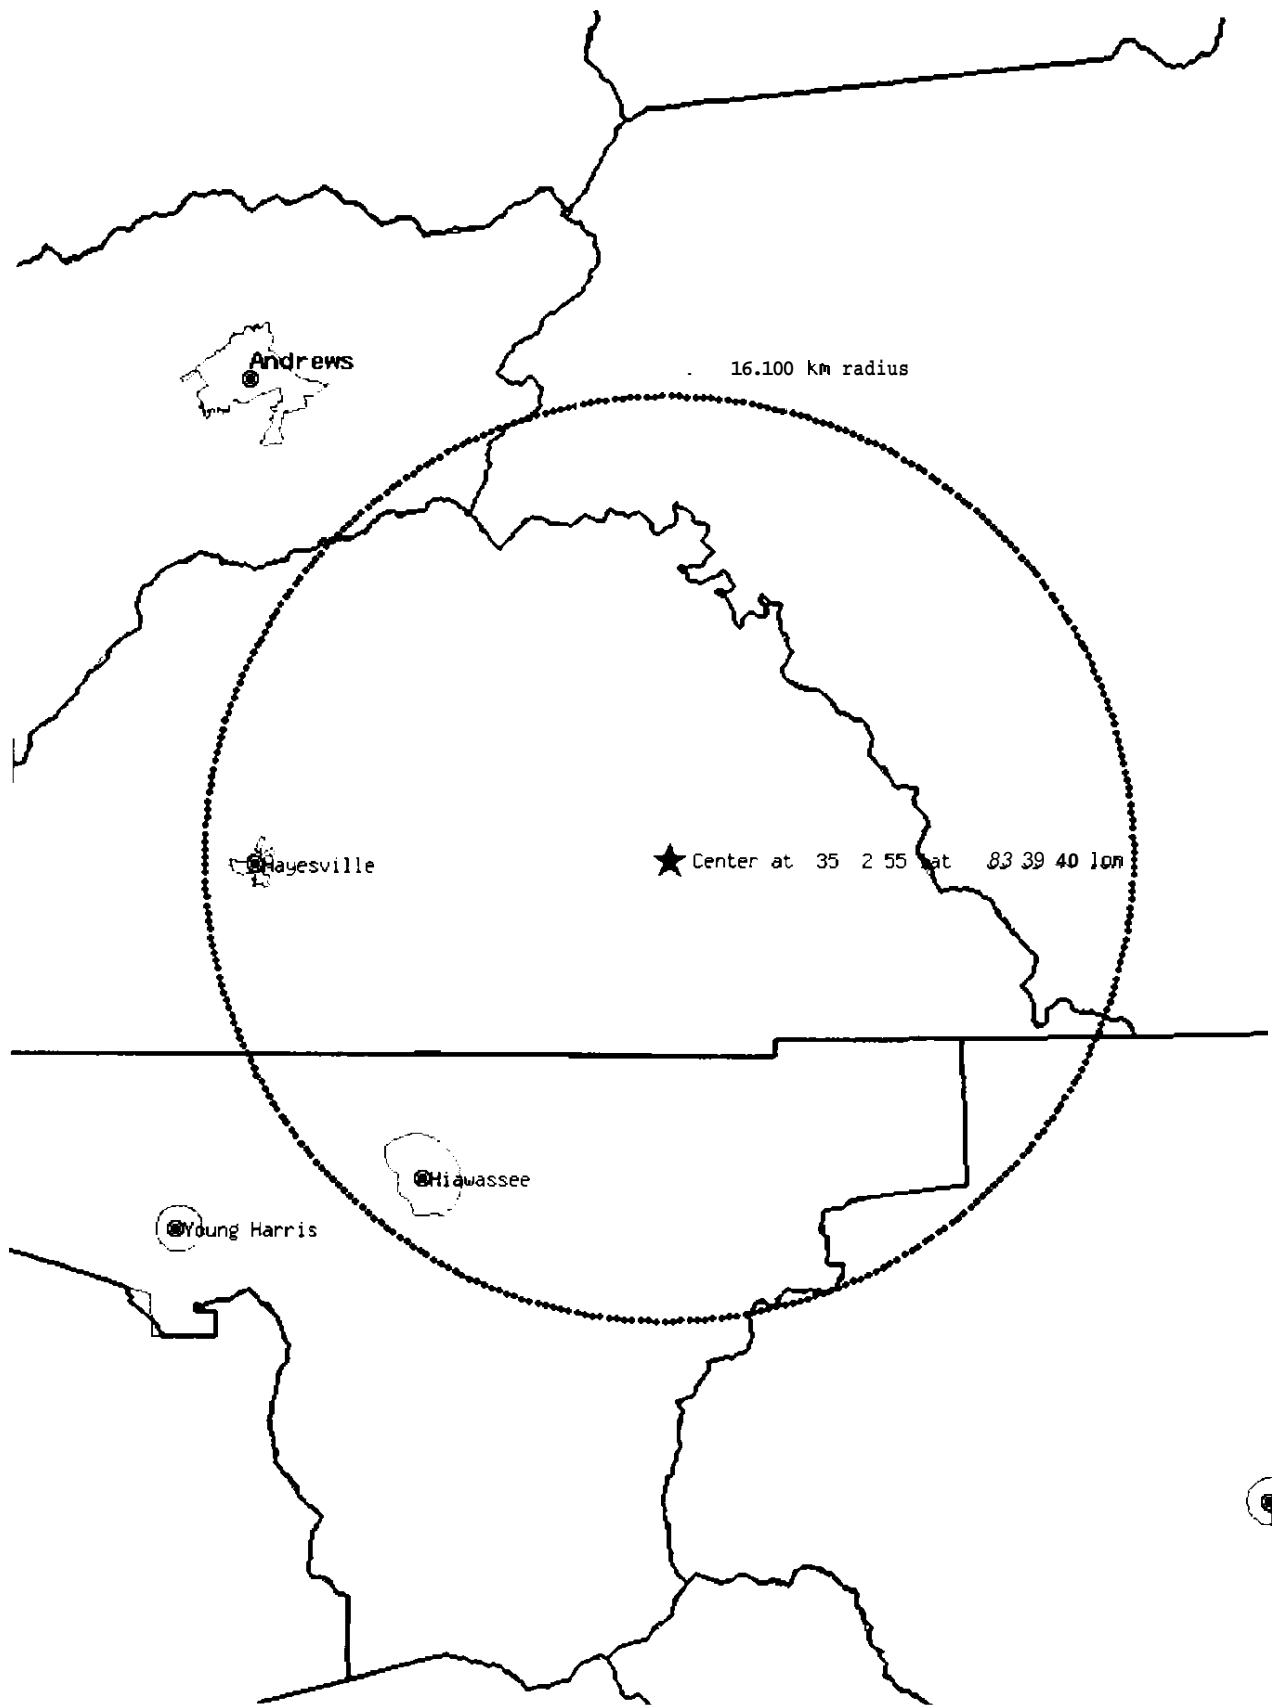 Andrews
16.100 km radius
Hayesville
Center at 35 2 55 lat 83 39 40 lon
Hiawassee
Young Harris